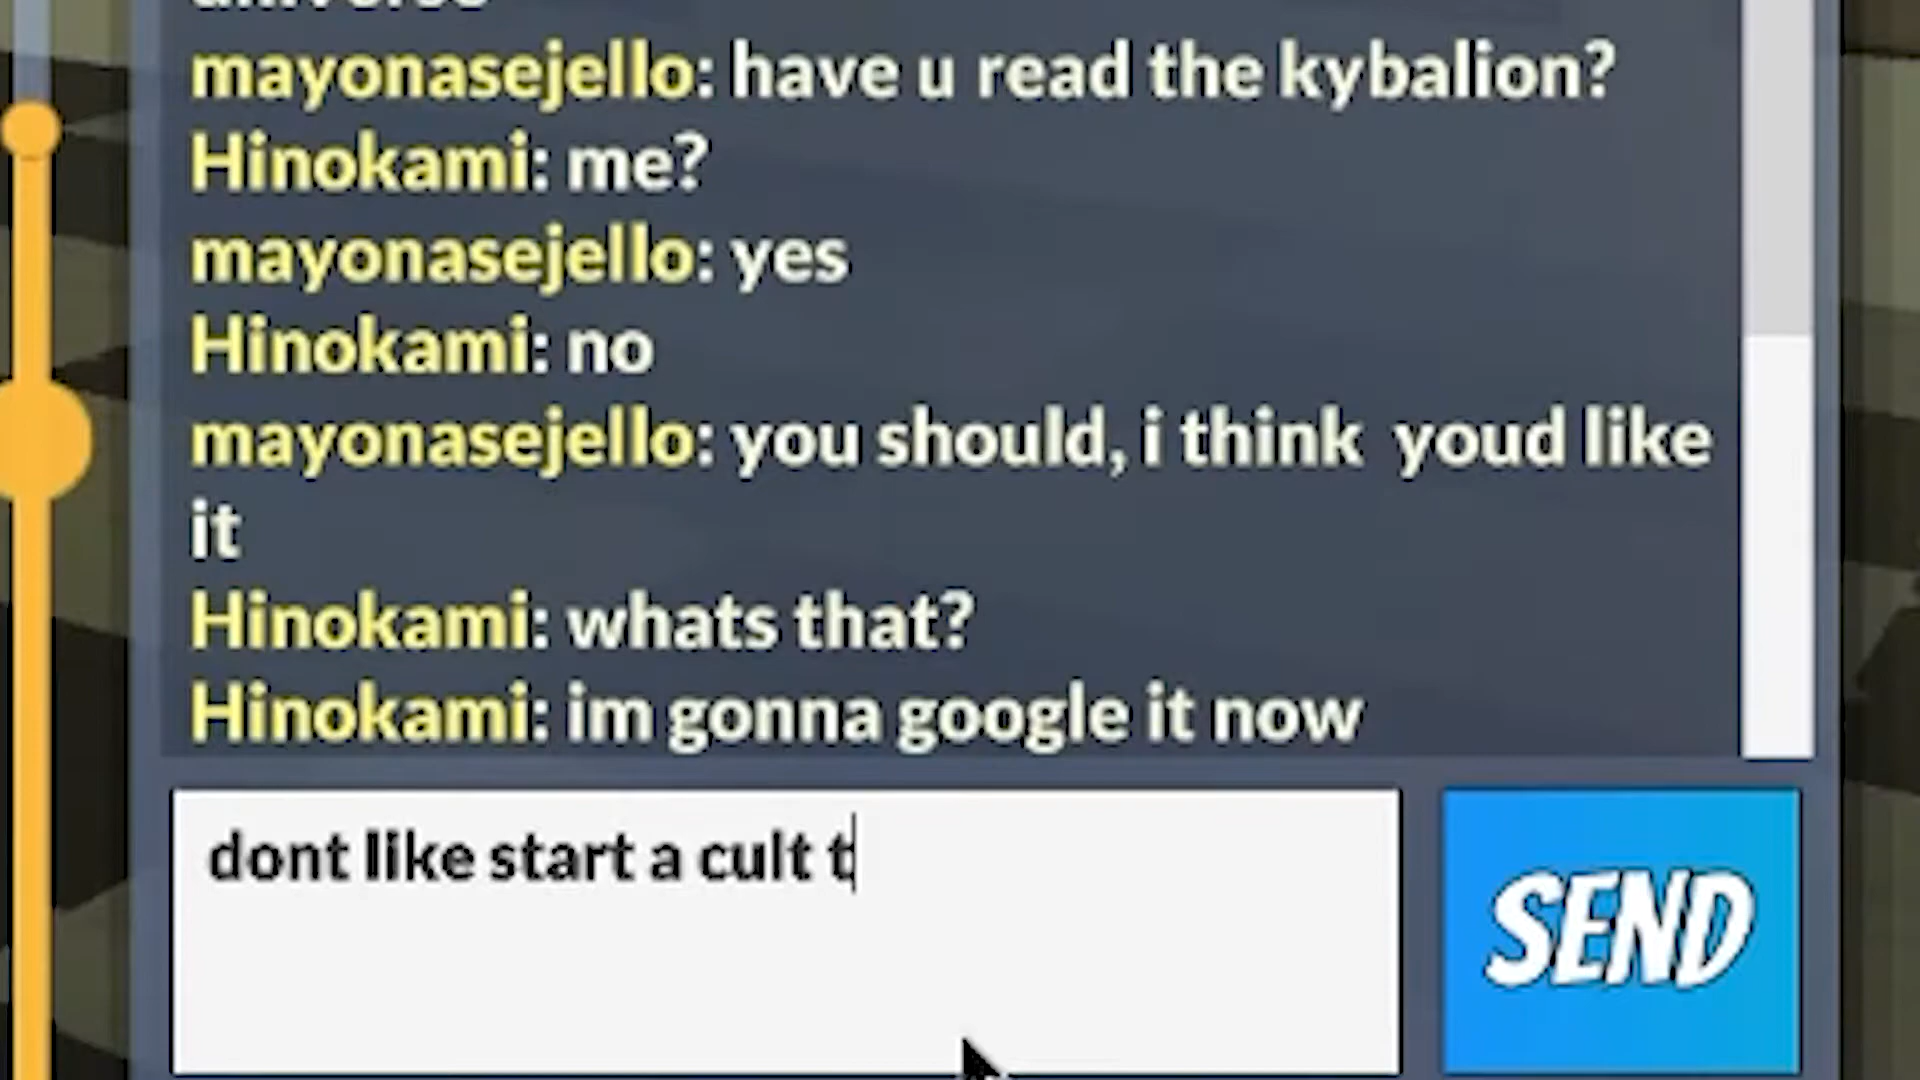 universe
mayonasejello: have u read the kybalion?
Hinokami: me?
mayonasejello: yes
Hinokami: no
mayonasejello: you should, i think  youd like
it
Hinokami: whats that?
Hinokami: im gonna google it now
dont like start a cult t
SEND